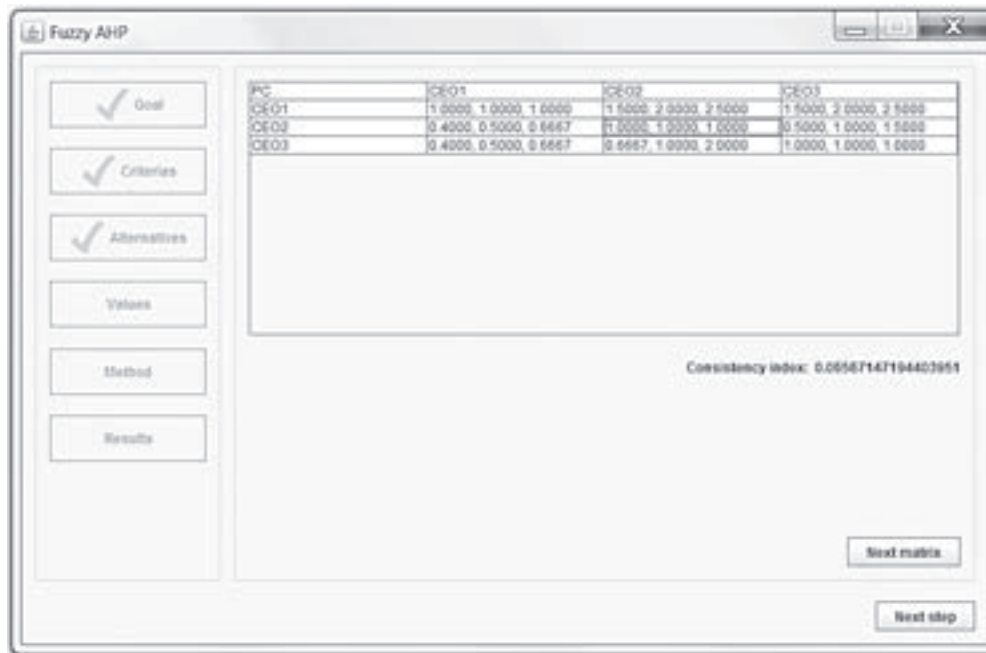 Fuzzy AHP
Goal
Criterias
Alternatives
Values
Method
Results
PC CEO1 CEO2 CEO3
CEO1 1.0000, 1.0000, 1.0000 1.5000, 2.0000, 2.5000 1.5000, 2.0000, 2.5000
CEO2 0.4000, 0.5000, 0.6667 1.0000, 1.0000, 1.0000 0.5000, 1.0000, 1.5000
CEO3 0.4000, 0.5000, 0.6667 0.6667, 1.0000, 2.0000 1.0000, 1.0000, 1.0000
Consistency index:
Next matrix
Next step